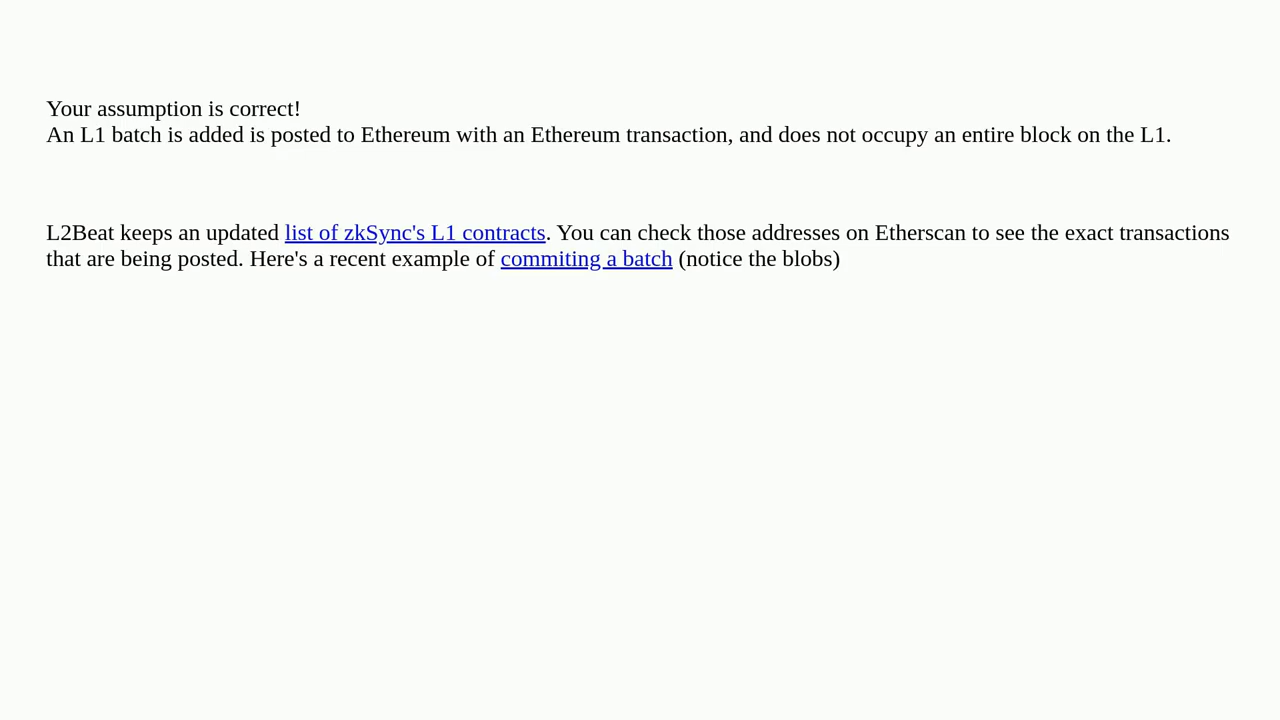 Your assumption is correct!
An L1 batch is added is posted to Ethereum with an Ethereum transaction, and does not occupy an entire block on the L1.
L2Beat keeps an updated list of zkSync's L1 contracts. You can check those addresses on Etherscan to see the exact transactions
that are being posted. Here's a recent example of commiting a batch (notice the blobs)